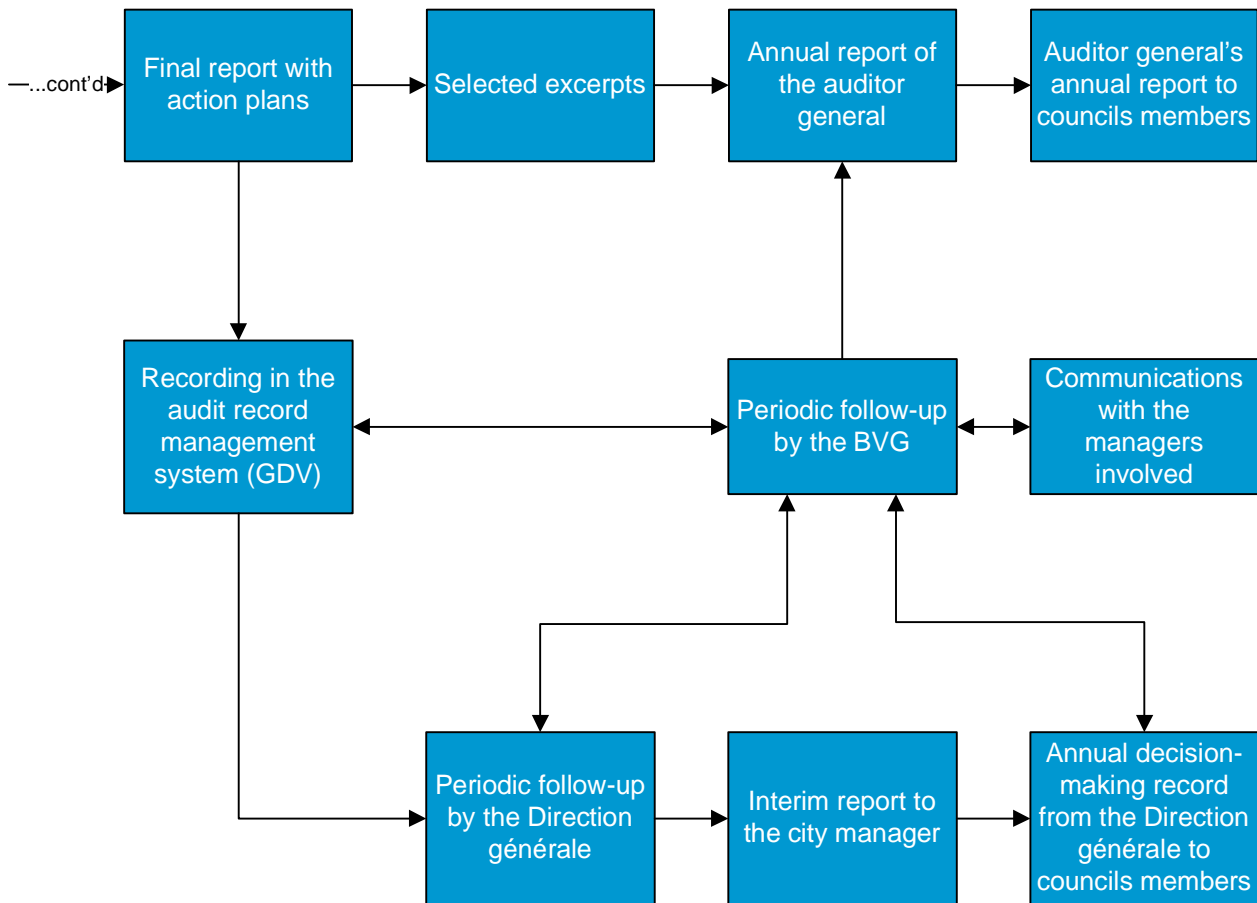 ...cont’d
Final report with
action plans
Selected excerpts
Annual report of
the auditor
general
Auditor general’s
annual report to
councils members
Recording in the
audit record
management
system (GDV)
Periodic follow-up
by the BVG
Communications
with the
managers
involved
Periodic follow-up
by the Direction
générale
Interim report to
the city manager
Annual decision-
making record
from the Direction
générale to
councils members